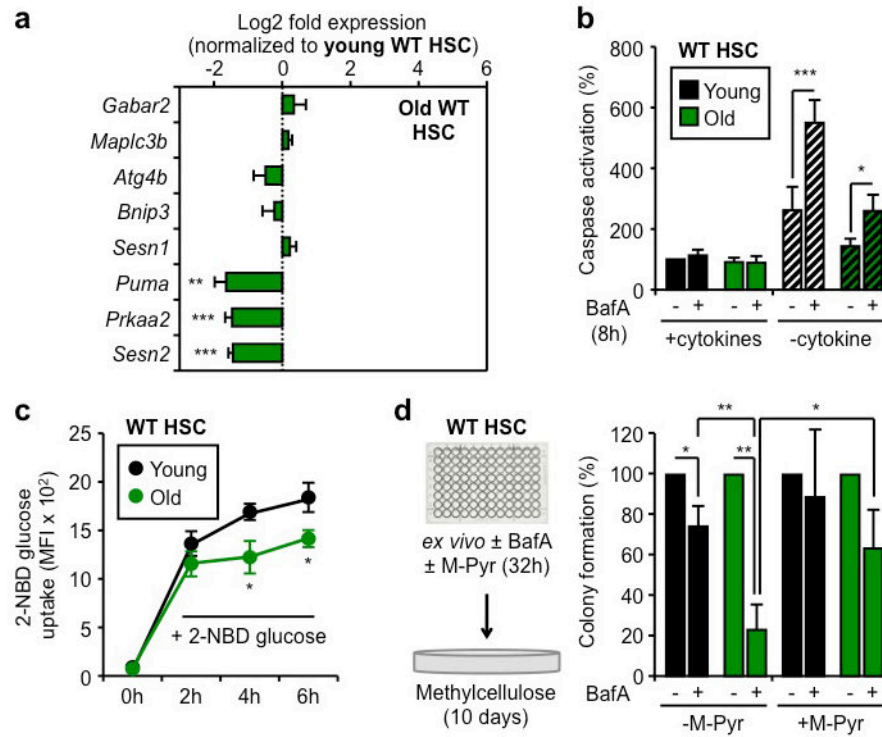 a
Log2 fold expression
(normalized to young WT HSC)
-2 0 2 4 6
Old WT
HSC
Gabar2
Maplc3b
Atg4b
Bnip3
Sesn1
Puma **
Prkaa2 ***
Sesn2 ***
b
WT HSC
Young
Old
Caspase activation (%)
800
600
400
200
0
***
*
BafA - + - + - + - +
(8h) +cytokines -cytokine
c
WT HSC
Young
Old
2-NBD glucose
uptake (MFI x 10²)
25
20
15
10
5
0
* *
+ 2-NBD glucose
0h 2h 4h 6h
d
WT HSC
ex vivo ± BafA
± M-Pyr (32h)
Methylcellulose
(10 days)
Colony formation (%)
120
100
80
60
40
20
0
** *
* **
BafA - + - + - + - +
-M-Pyr +M-Pyr